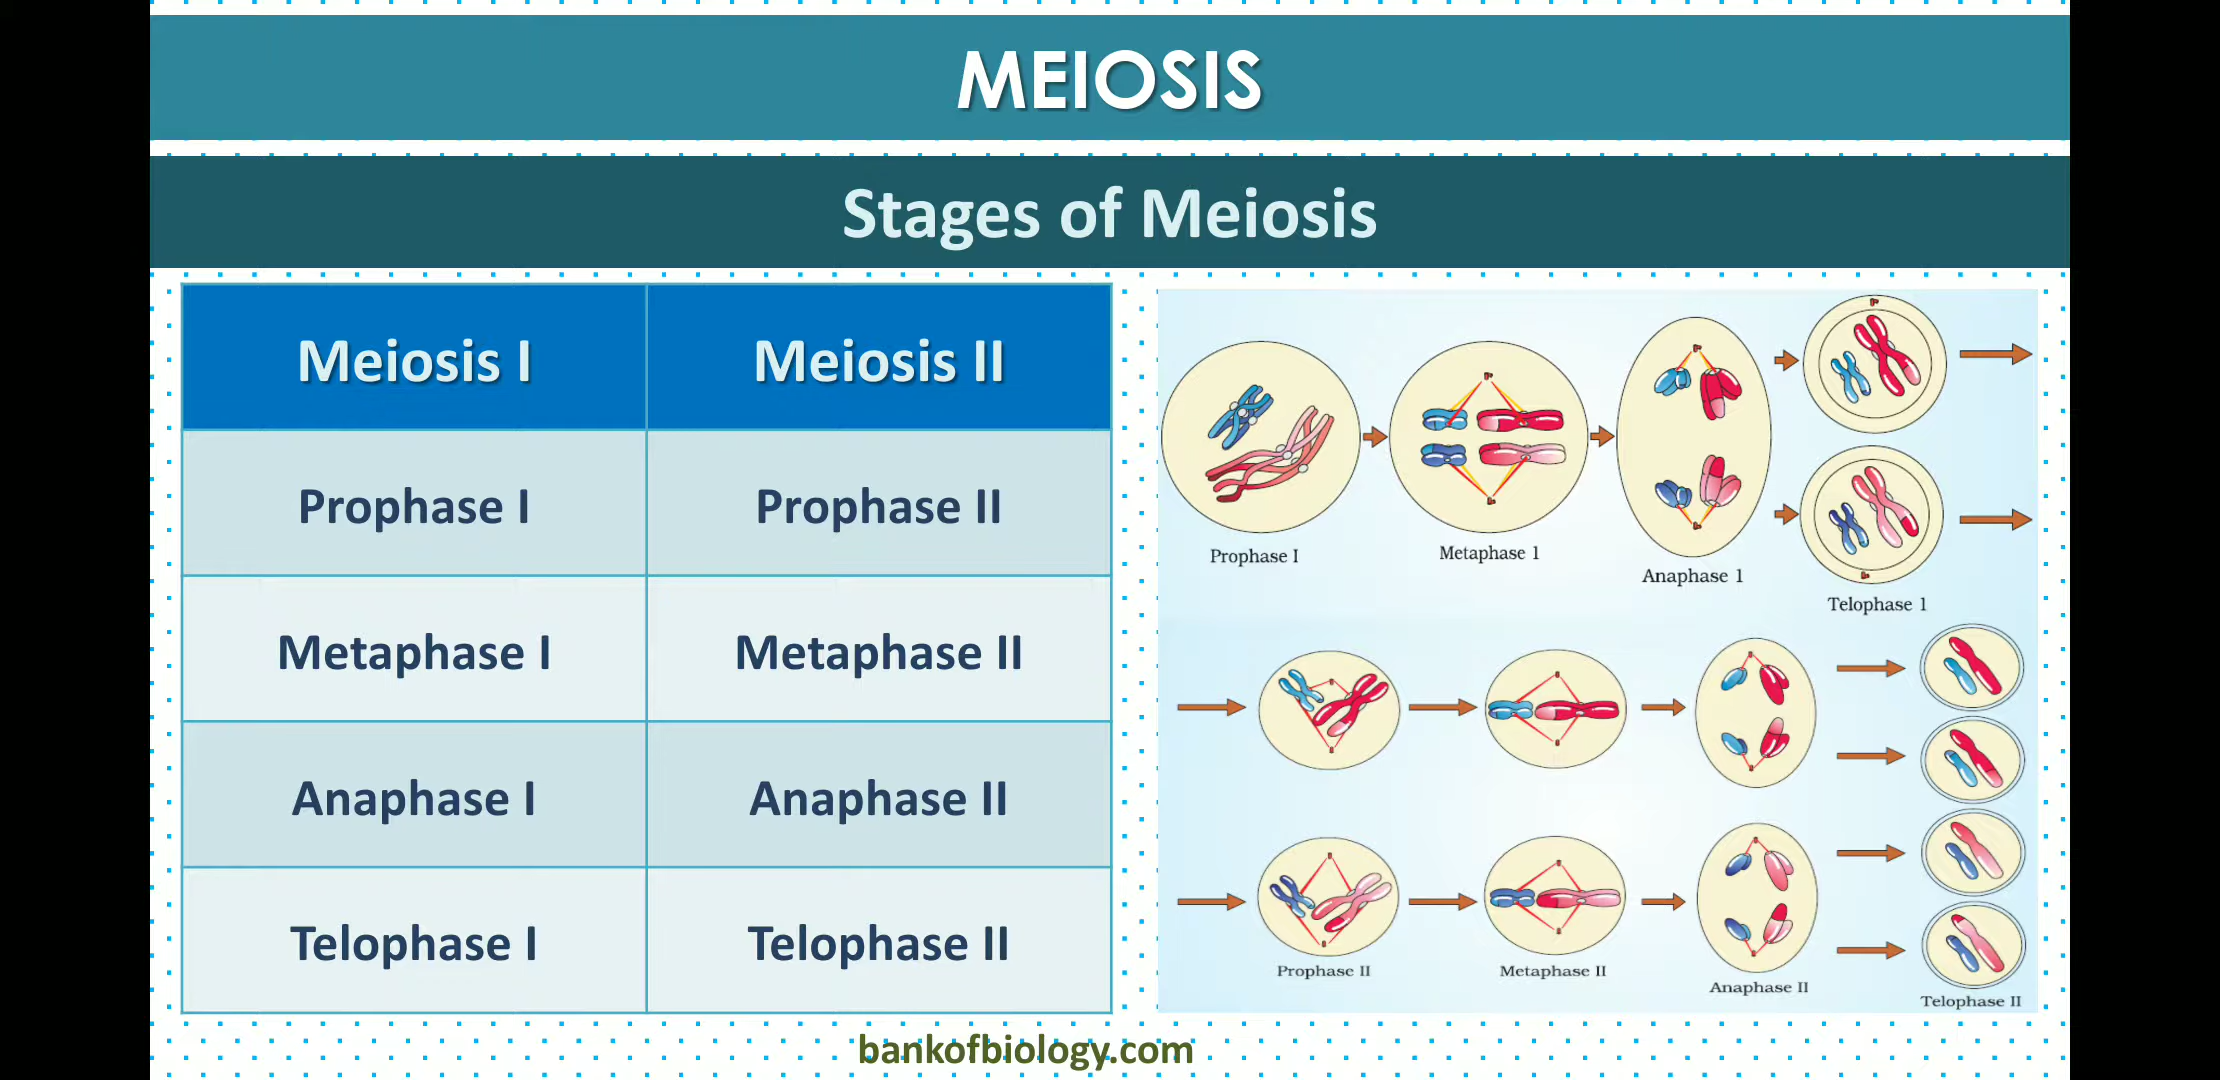 MEIOSIS
Stages of Meiosis
Meiosis I
Meiosis II
Prophase I
Prophase II
Metaphase I
Metaphase II
Anaphase I
Anaphase II
Telophase I
Telophase II
Prophase I
Metaphase 1
Anaphase 1
Telophase 1
Prophase II
Metaphase II
Anaphase II
Telophase II
bankofbiology.com